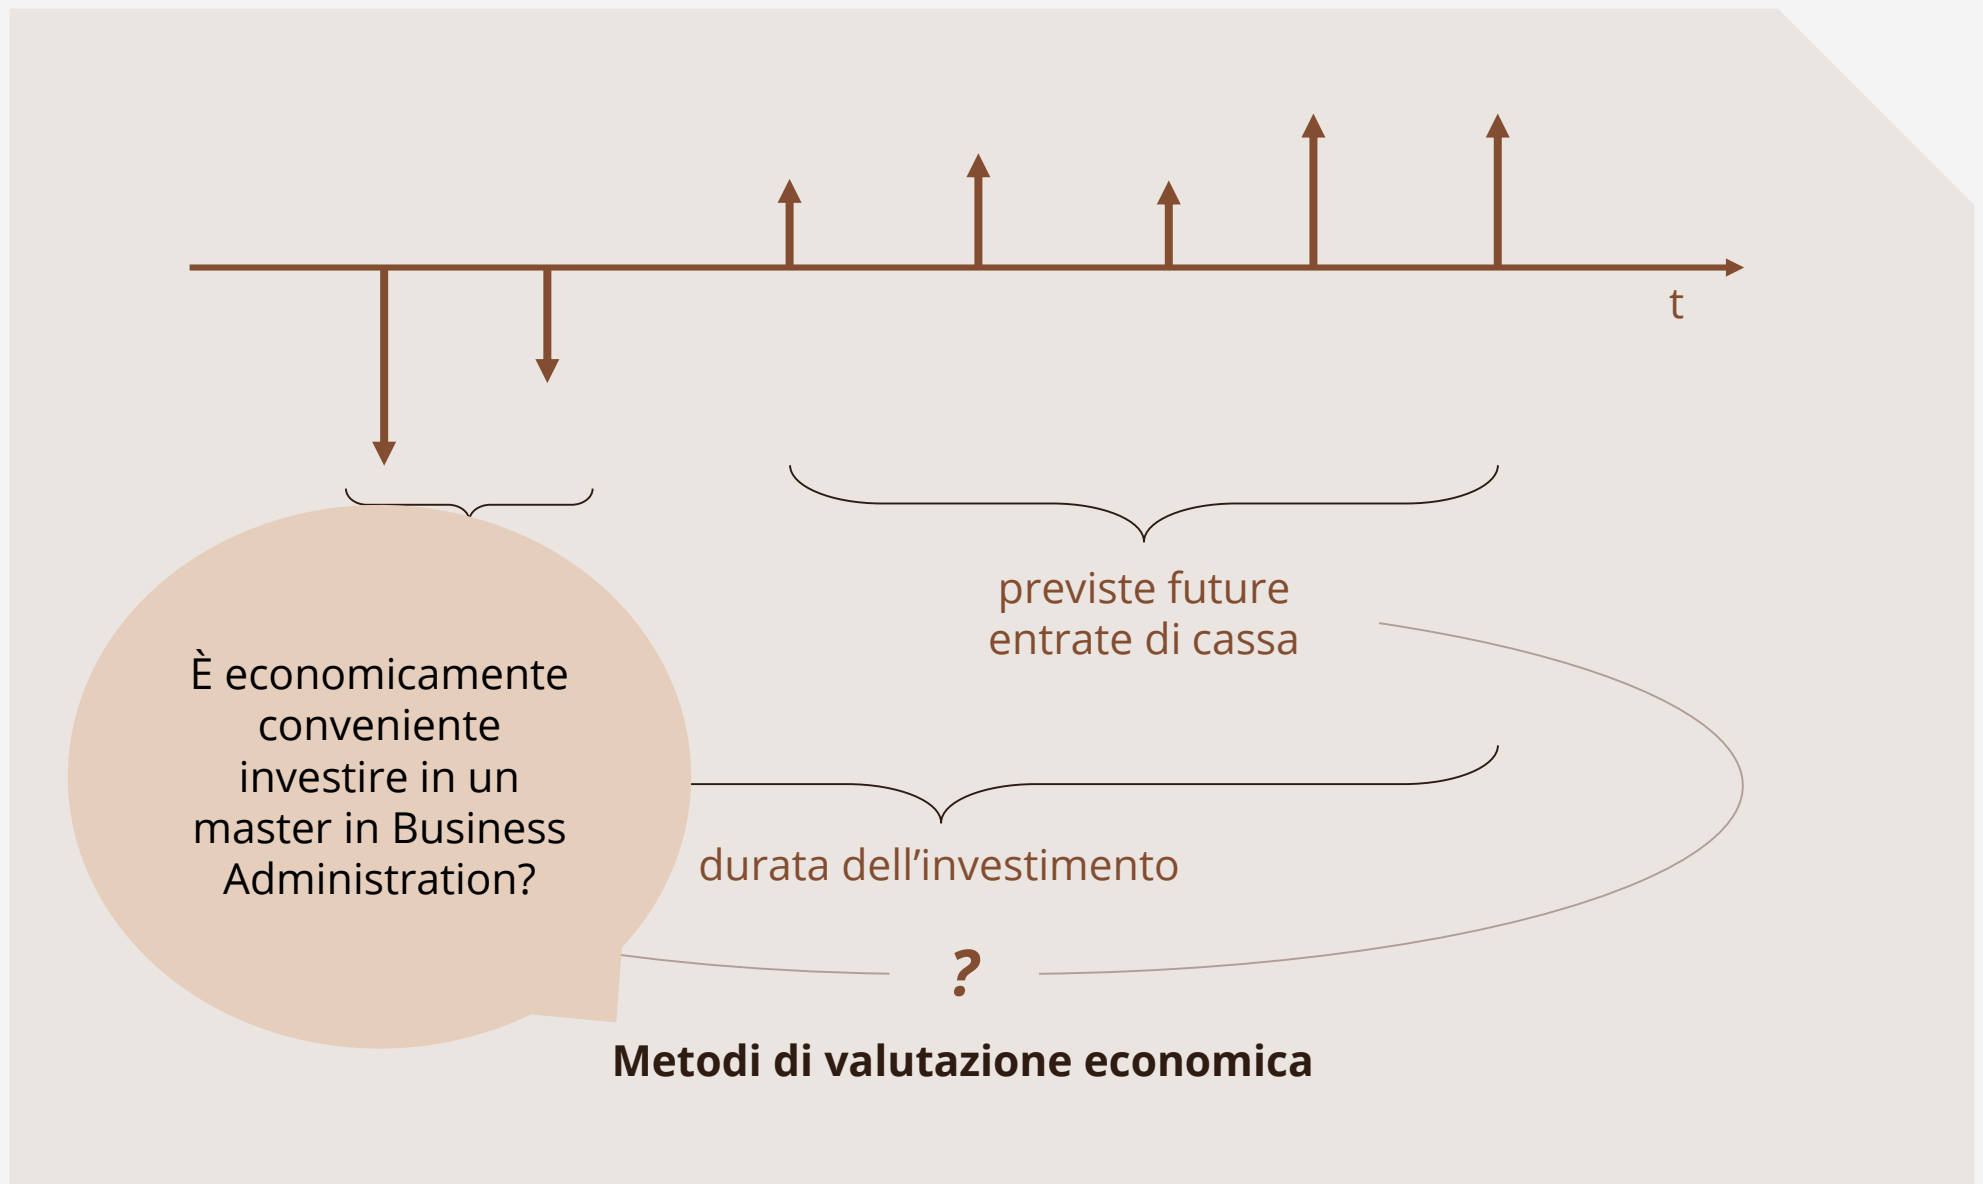 t
previste future
entrate di cassa
È economicamente
conveniente
investire in un
master in Business
Administration?
durata dell’investimento
?
Metodi di valutazione economica